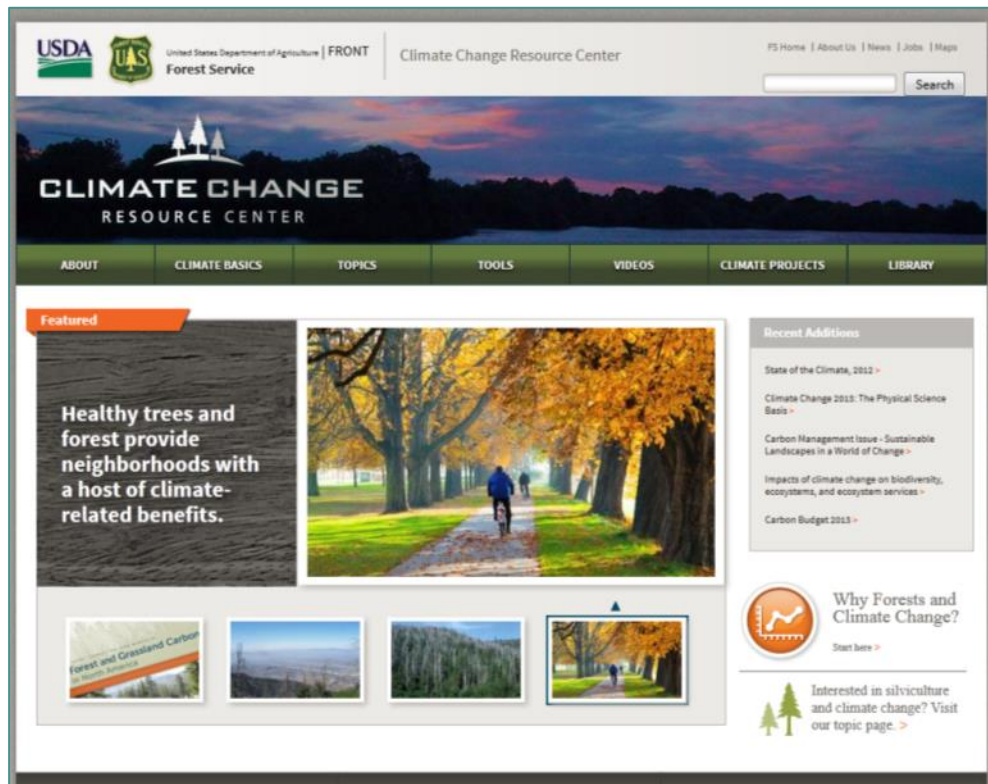 USDA
UAS
United States Department of Agriculture | FRONT
Forest Service
Climate Change Resource Center
FS Home | About Us | News | Jobs | Maps
Search
CLIMATE CHANGE
RESOURCE CENTER
ABOUT
CLIMATE BASICS
TOPICS
TOOLS
VIDEOS
CLIMATE PROJECTS
LIBRARY
Featured
Healthy trees and
forest provide
neighborhoods with
a host of climate-
related benefits.
Forest and Grassland Carbon
in North America
Recent Additions
State of the Climate, 2012 >
Climate Change 2013: The Physical Science
Basis >
Carbon Management Issue - Sustainable
Landscapes in a World of Change >
Impacts of climate change on biodiversity,
ecosystems, and ecosystem services >
Carbon Budget 2013 >
Why Forests and
Climate Change?
Start here >
Interested in silviculture
and climate change? Visit
our topic page. >